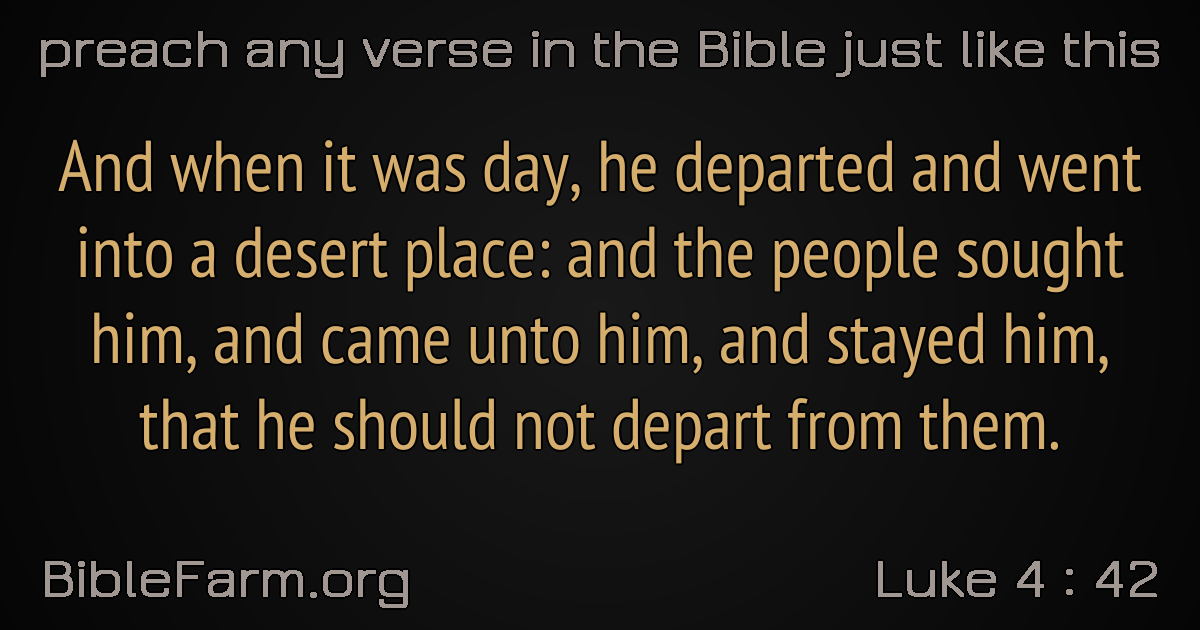 preach any verse in the Bible just like this
And when it was day, he departed and went
into a desert place: and the people sought
him, and came unto him, and stayed him,
that he should not depart from them.
BibleFarm.org
Luke 4 : 42